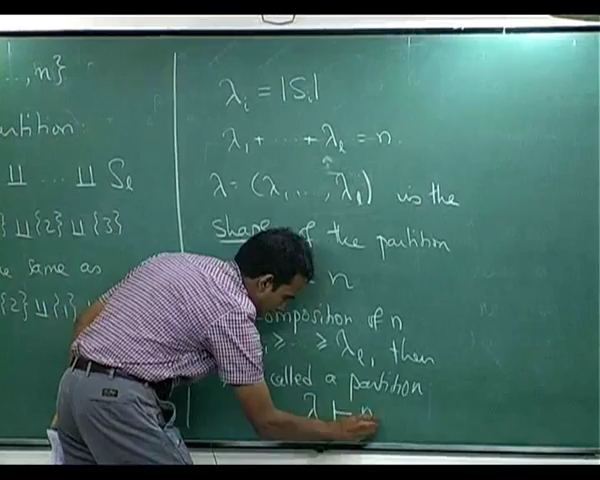 ..., n}
partition:
⊔ ... ⊔ Sℓ
} ⊔ {2} ⊔ {3}
same as
{2} ⊔ {1}
λᵢ = |Sᵢ|
λ₁ + ... + λℓ = n.
λ = (λ₁, ..., λℓ) is the
shape of the partition
n
composition of n
≥ ... ≥ λℓ, then
called a partition
λ ⊢ n